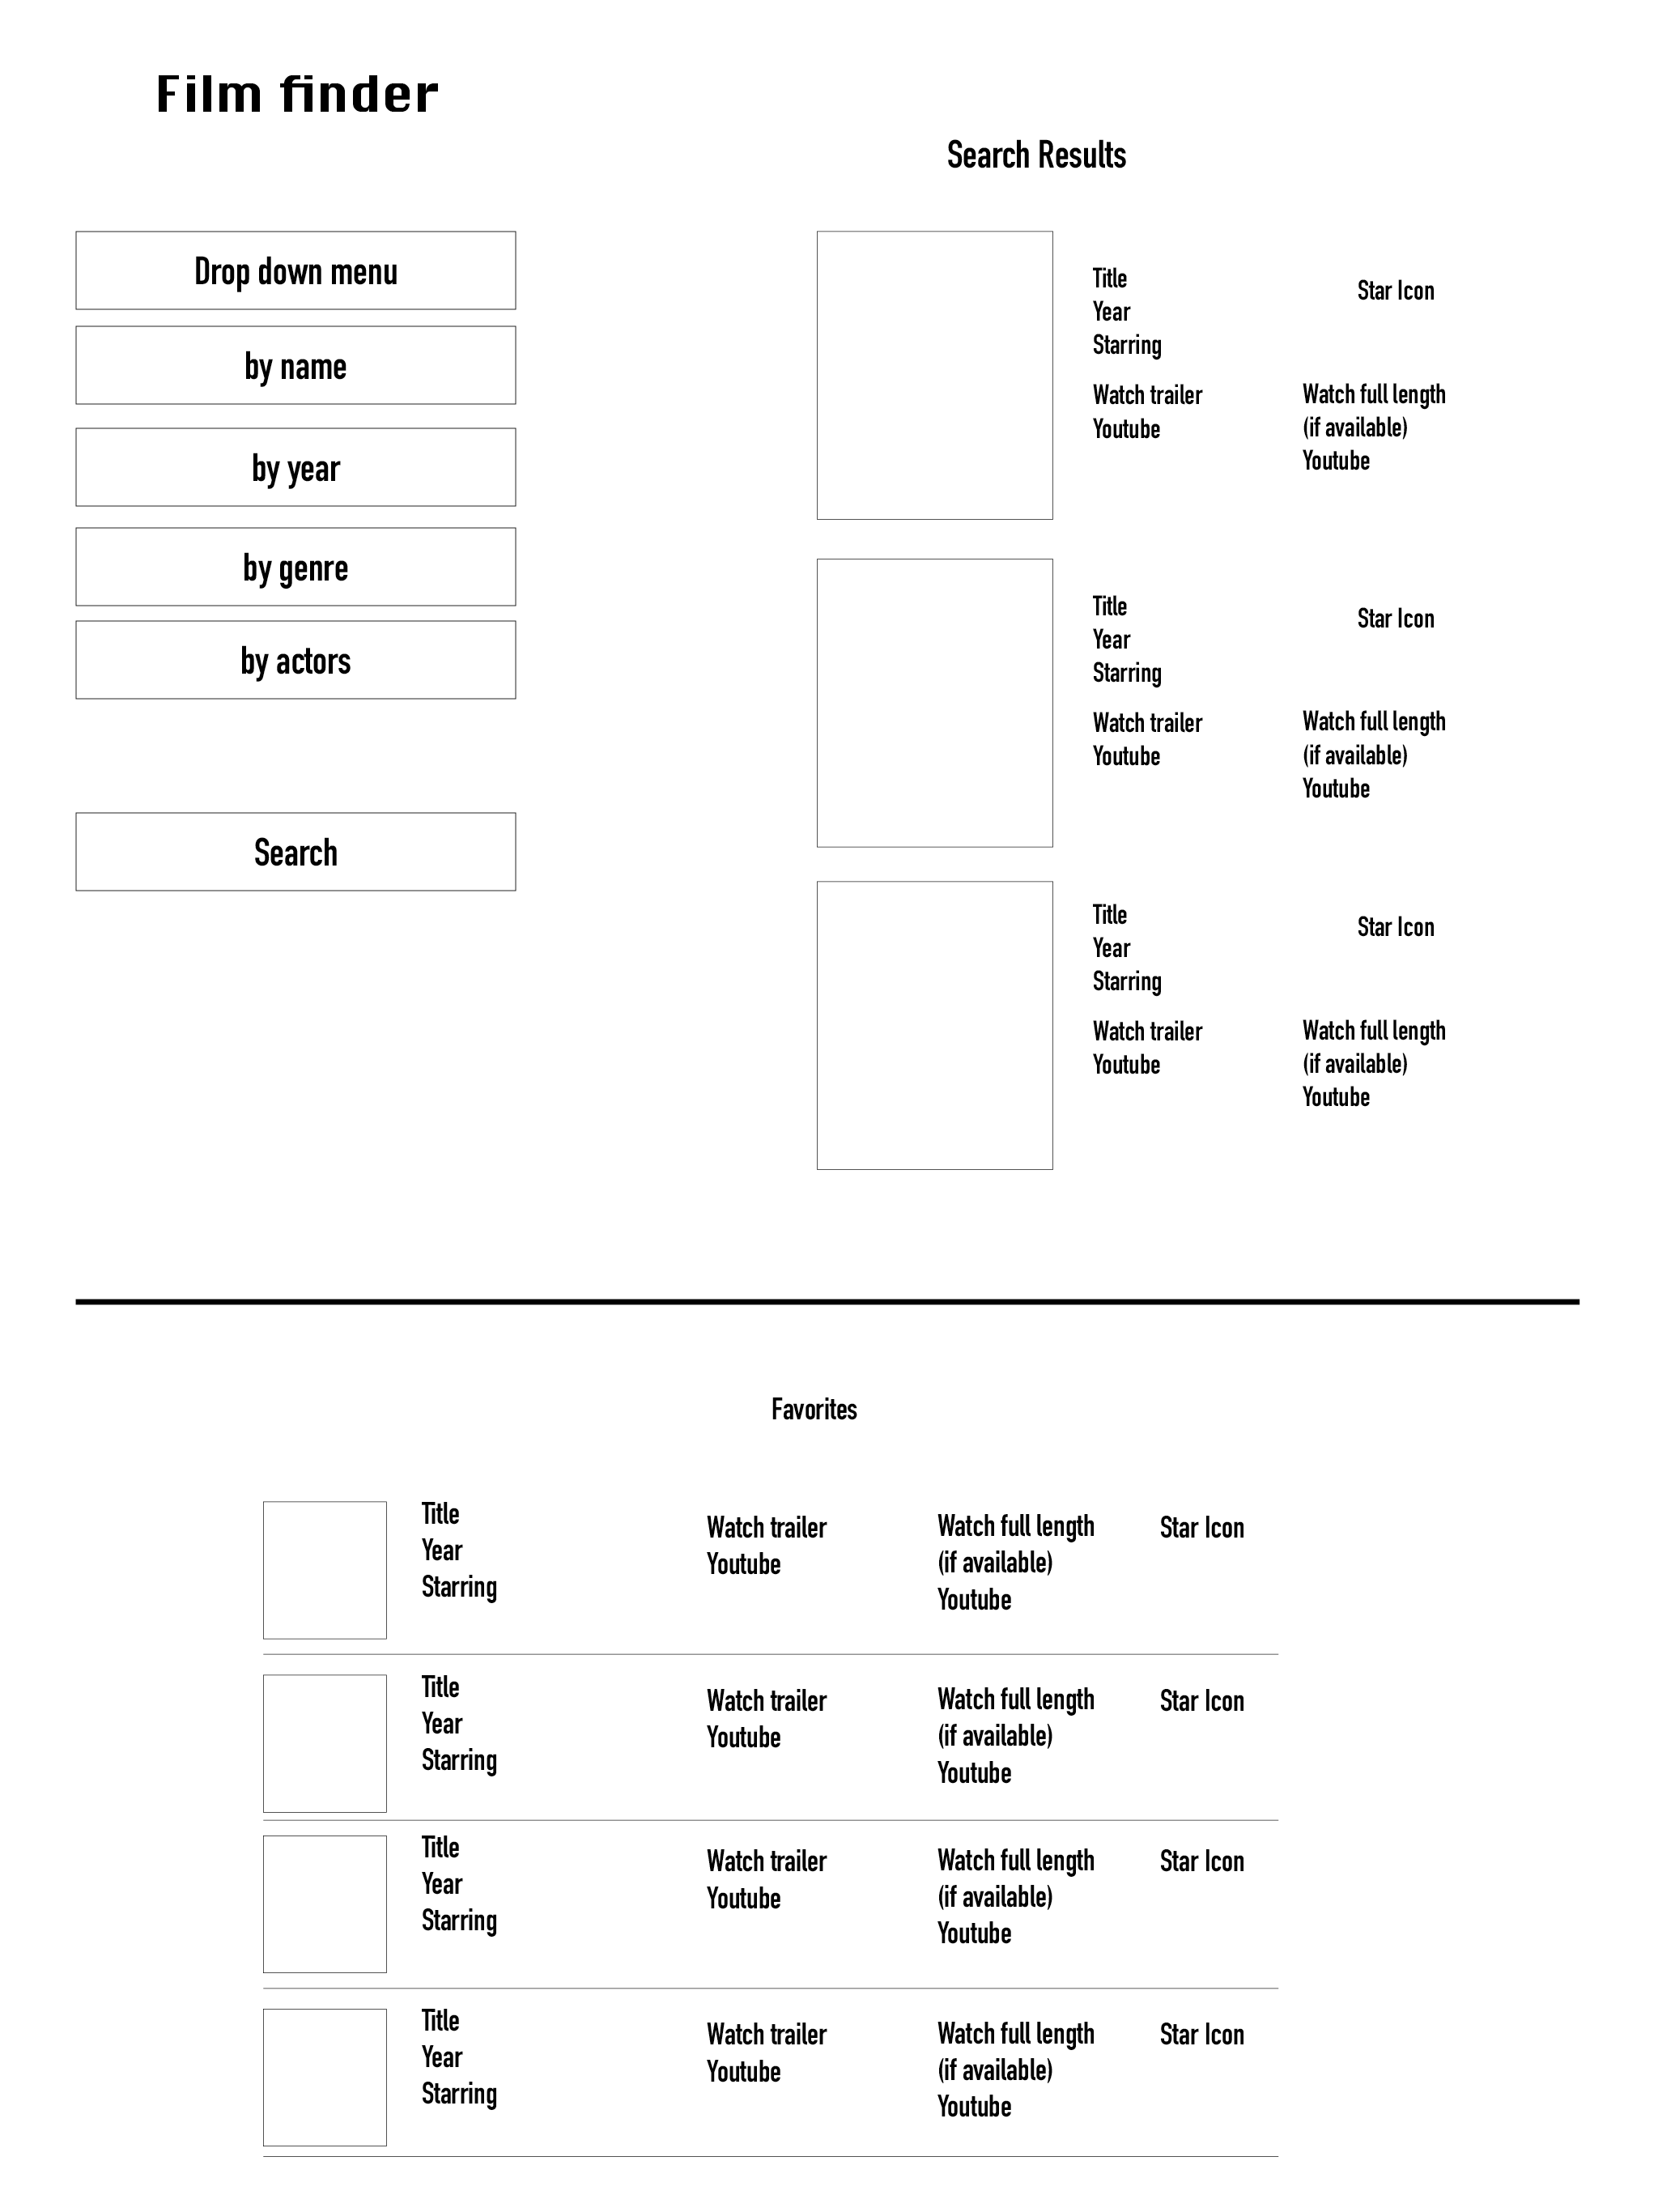 Film finder
Search Results
Drop down menu
by name
by year
by genre
by actors
Search
Title
Year
Starring
Star Icon
Watch trailer
Youtube
Watch full length
(if available)
Youtube
Title
Year
Starring
Star Icon
Watch trailer
Youtube
Watch full length
(if available)
Youtube
Title
Year
Starring
Star Icon
Watch trailer
Youtube
Watch full length
(if available)
Youtube
Favorites
Title
Year
Starring
Watch trailer
Youtube
Watch full length
(if available)
Youtube
Star Icon
Title
Year
Starring
Watch trailer
Youtube
Watch full length
(if available)
Youtube
Star Icon
Title
Year
Starring
Watch trailer
Youtube
Watch full length
(if available)
Youtube
Star Icon
Title
Year
Starring
Watch trailer
Youtube
Watch full length
(if available)
Youtube
Star Icon